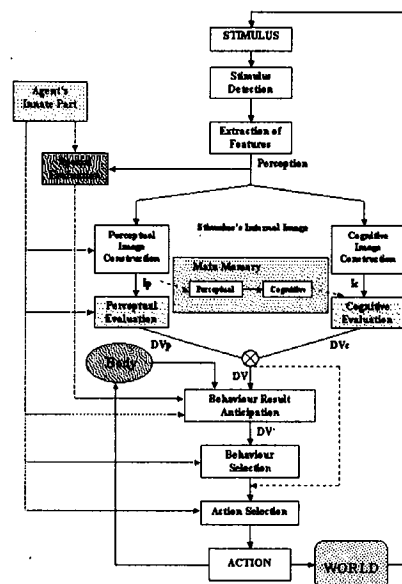 STIMULUS
Agent's
Innate Part
Stimulus
Detection
Extraction of
Features
Perception
Perceptual
Image
Construction
Stimulus's Internal Image
Cognitive
Image
Construction
Main Memory
Ip
Perceptual
Cognitive
Ic
Perceptual
Evaluation
Cognitive
Evaluation
DVp
DVc
Body
DV
Behaviour Result
Anticipation
DV'
Behaviour
Selection
Action Selection
ACTION
WORLD